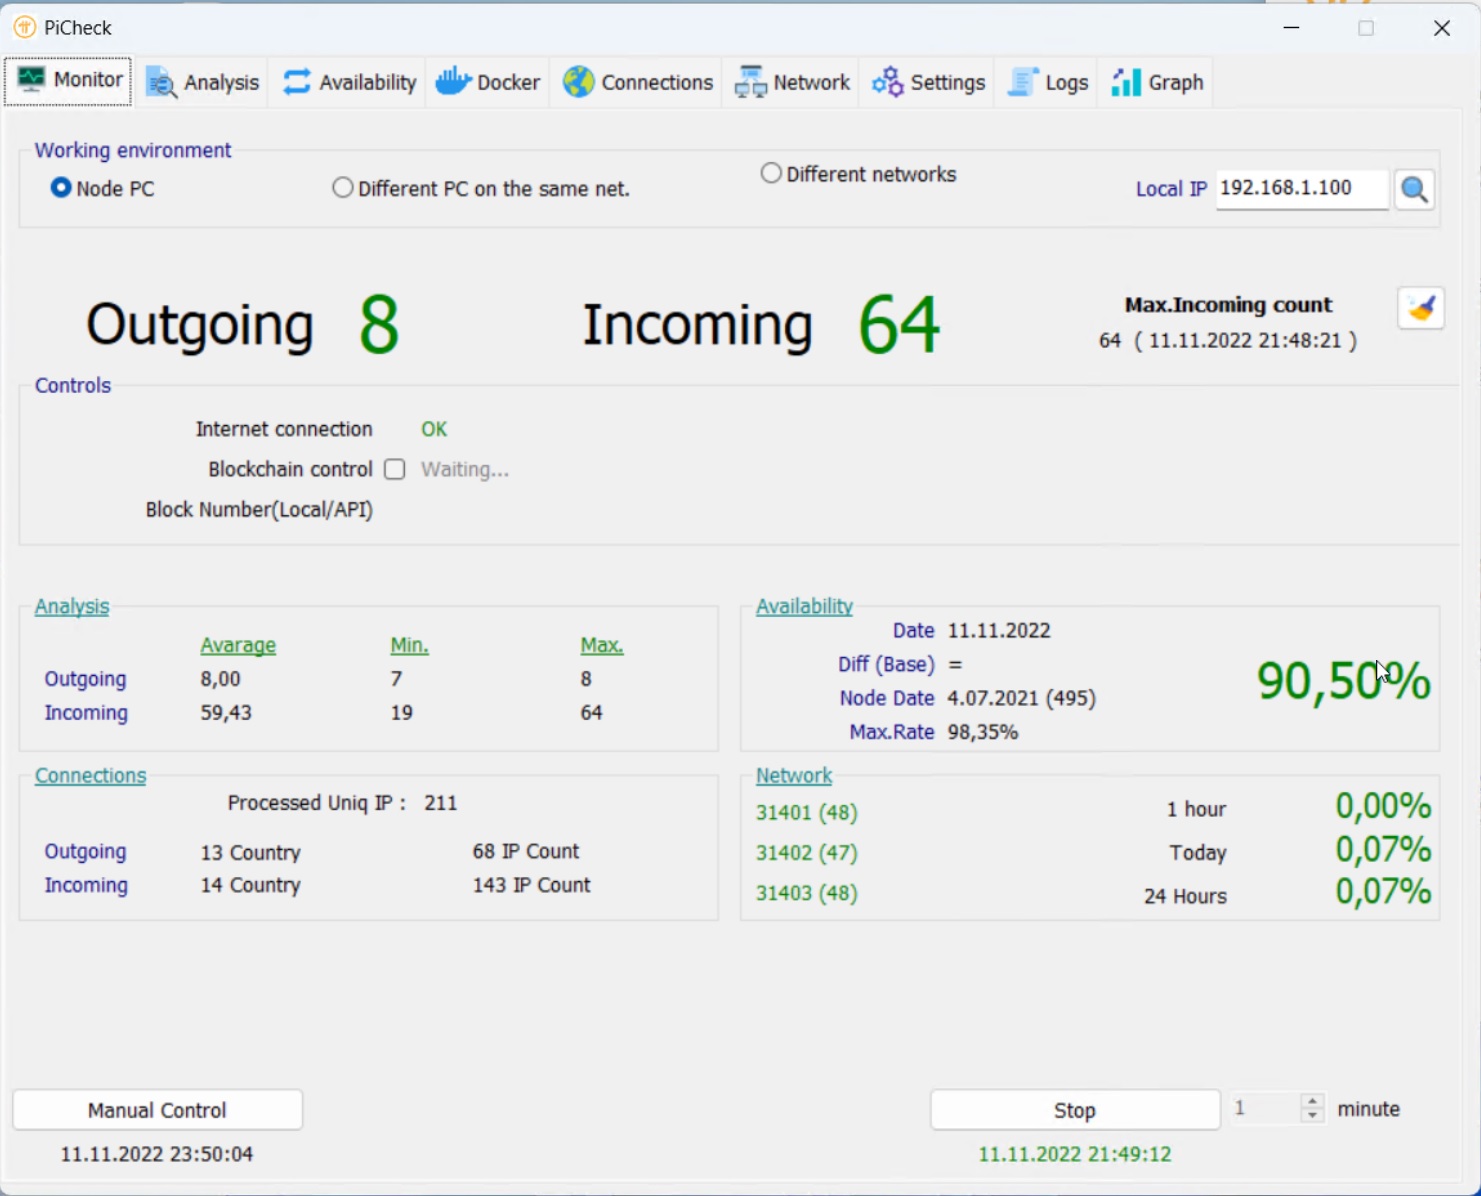 PiCheck
Monitor Analysis Availability Docker Connections Network Settings Logs Graph
Working environment
Node PC Different PC on the same net. Different networks Local IP 192.168.1.100
Outgoing 8 Incoming 64
Max.Incoming count
64 ( 11.11.2022 21:48:21 )
Controls
Internet connection OK
Blockchain control Waiting...
Block Number(Local/API)
Analysis
Avarage Min. Max.
Outgoing 8,00 7 8
Incoming 59,43 19 64
Availability
Date 11.11.2022
Diff (Base) =
Node Date 4.07.2021 (495)
Max.Rate 98,35%
90,50%
Connections
Processed Uniq IP : 211
Outgoing 13 Country 68 IP Count
Incoming 14 Country 143 IP Count
Network
31401 (48) 1 hour 0,00%
31402 (47) Today 0,07%
31403 (48) 24 Hours 0,07%
Manual Control Stop 1 minute
11.11.2022 23:50:04 11.11.2022 21:49:12